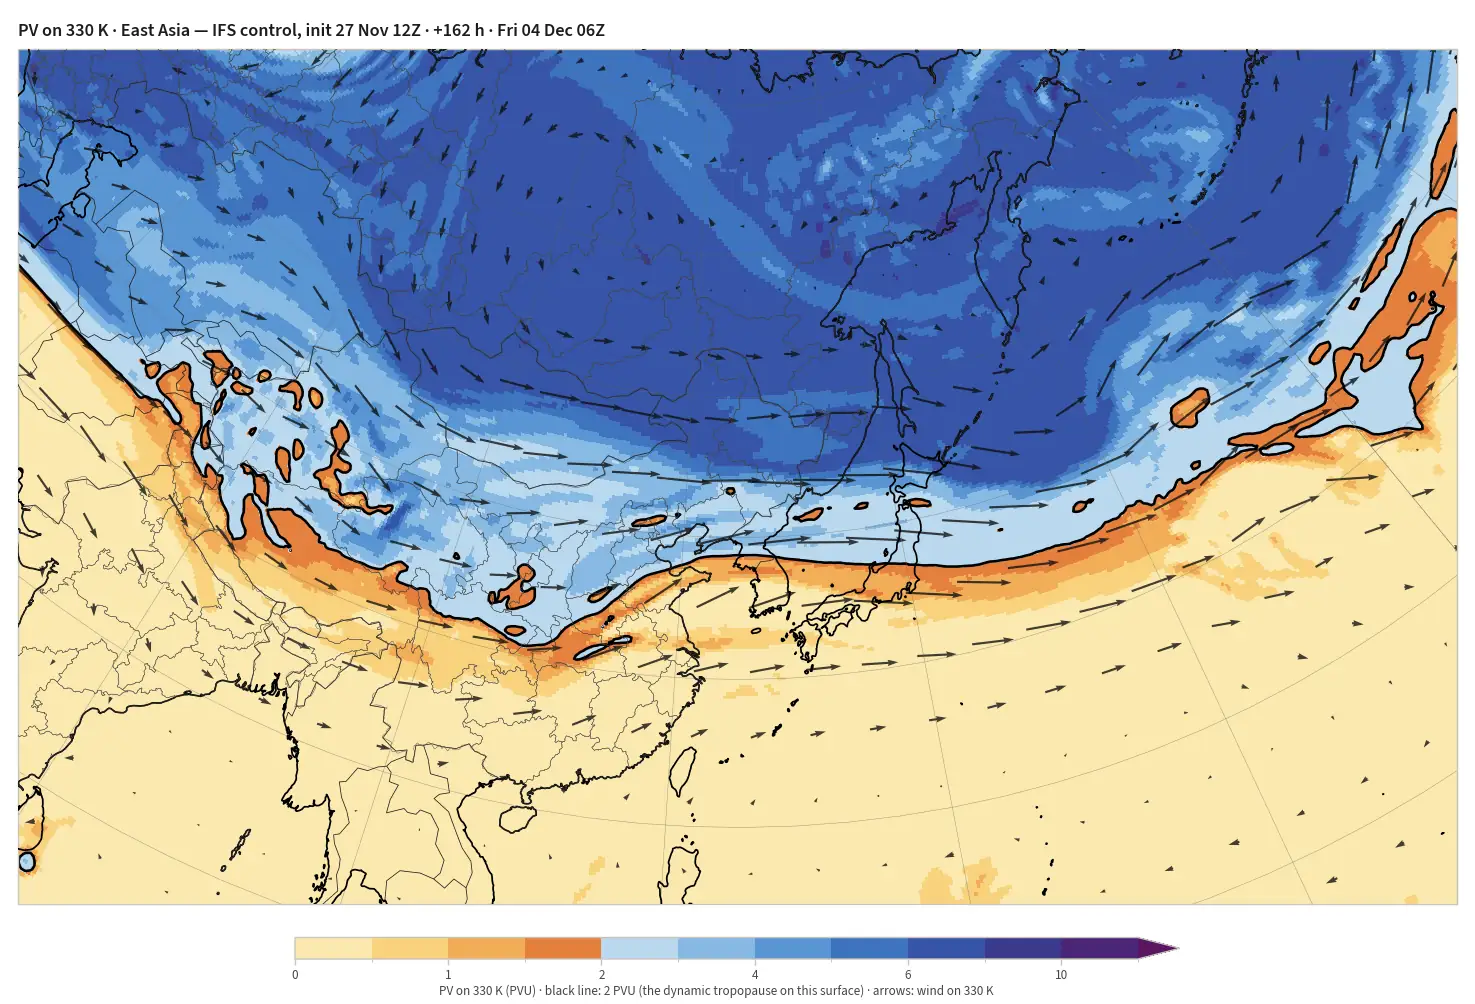 PV on 330 K · East Asia — IFS control, init 27 Nov 12Z · +162 h · Fri 04 Dec 06Z
0 1 2 4 6 10
PV on 330 K (PVU) · black line: 2 PVU (the dynamic tropopause on this surface) · arrows: wind on 330 K